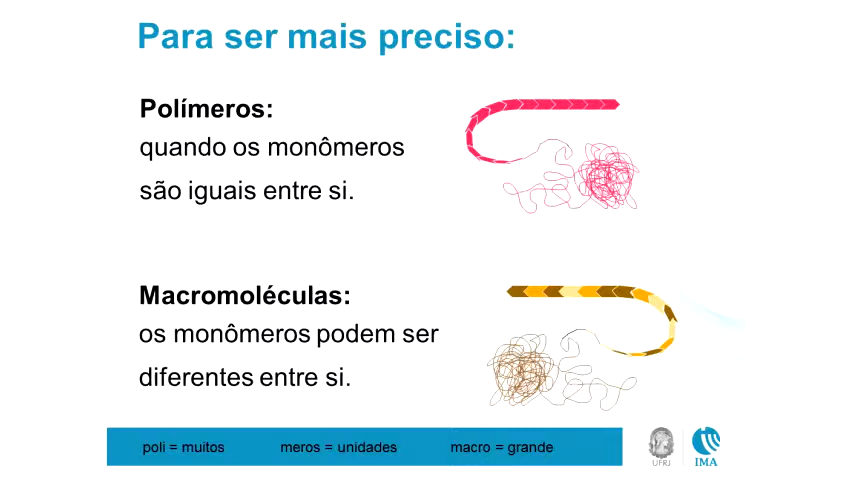 Para ser mais preciso:
Polímeros:
quando os monômeros
são iguais entre si.
Macromoléculas:
os monômeros podem ser
diferentes entre si.
poli = muitos meros = unidades macro = grande
UFRJ IMA